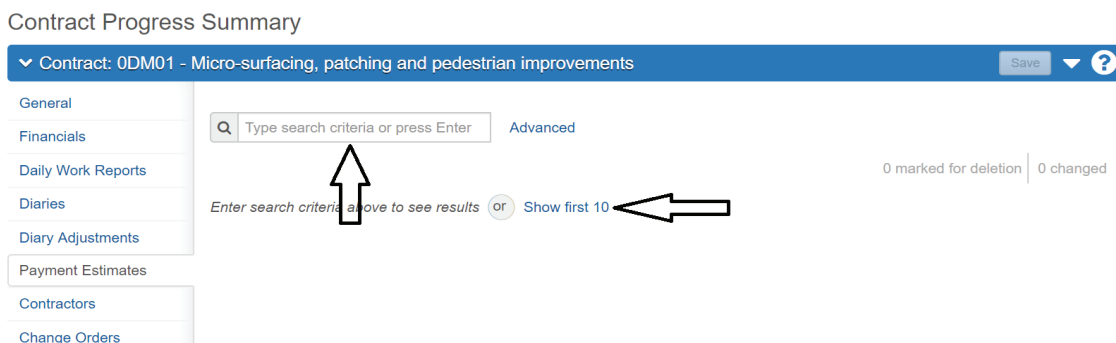 Contract Progress Summary
Contract: 0DM01 - Micro-surfacing, patching and pedestrian improvements
Save
?
General
Financials
Daily Work Reports
Diaries
Diary Adjustments
Payment Estimates
Contractors
Change Orders
Type search criteria or press Enter Advanced
0 marked for deletion 0 changed
Enter search criteria above to see results or Show first 10